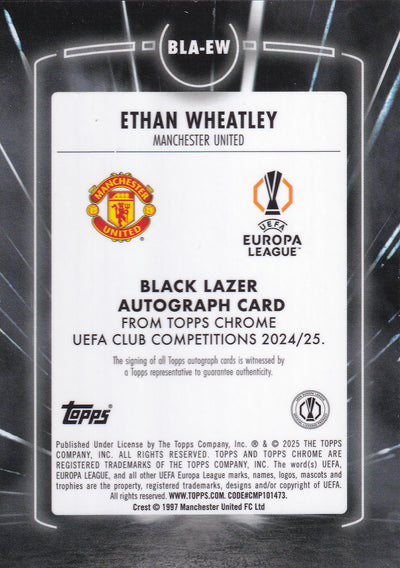 BLA-EW
ETHAN WHEATLEY
MANCHESTER UNITED
MANCHESTER
UNITED
®
UEFA
EUROPA
LEAGUE™
BLACK LAZER
AUTOGRAPH CARD
FROM TOPPS CHROME
UEFA CLUB COMPETITIONS 2024/25.
The signing of all Topps autograph cards is witnessed by
a Topps representative to guarantee authenticity.
Topps
Published Under License by The Topps Company, Inc. ® & © 2025 THE TOPPS
COMPANY, INC. ALL RIGHTS RESERVED. TOPPS AND TOPPS CHROME ARE
REGISTERED TRADEMARKS OF THE TOPPS COMPANY, INC. The word(s) UEFA,
EUROPA LEAGUE, and all other UEFA Europa League marks, names, logos, mascots and
trophies are the property, registered trademarks, designs and/or copyright of UEFA.
All rights reserved. WWW.TOPPS.COM. CODE#CMP101473.
Crest © 1997 Manchester United FC Ltd